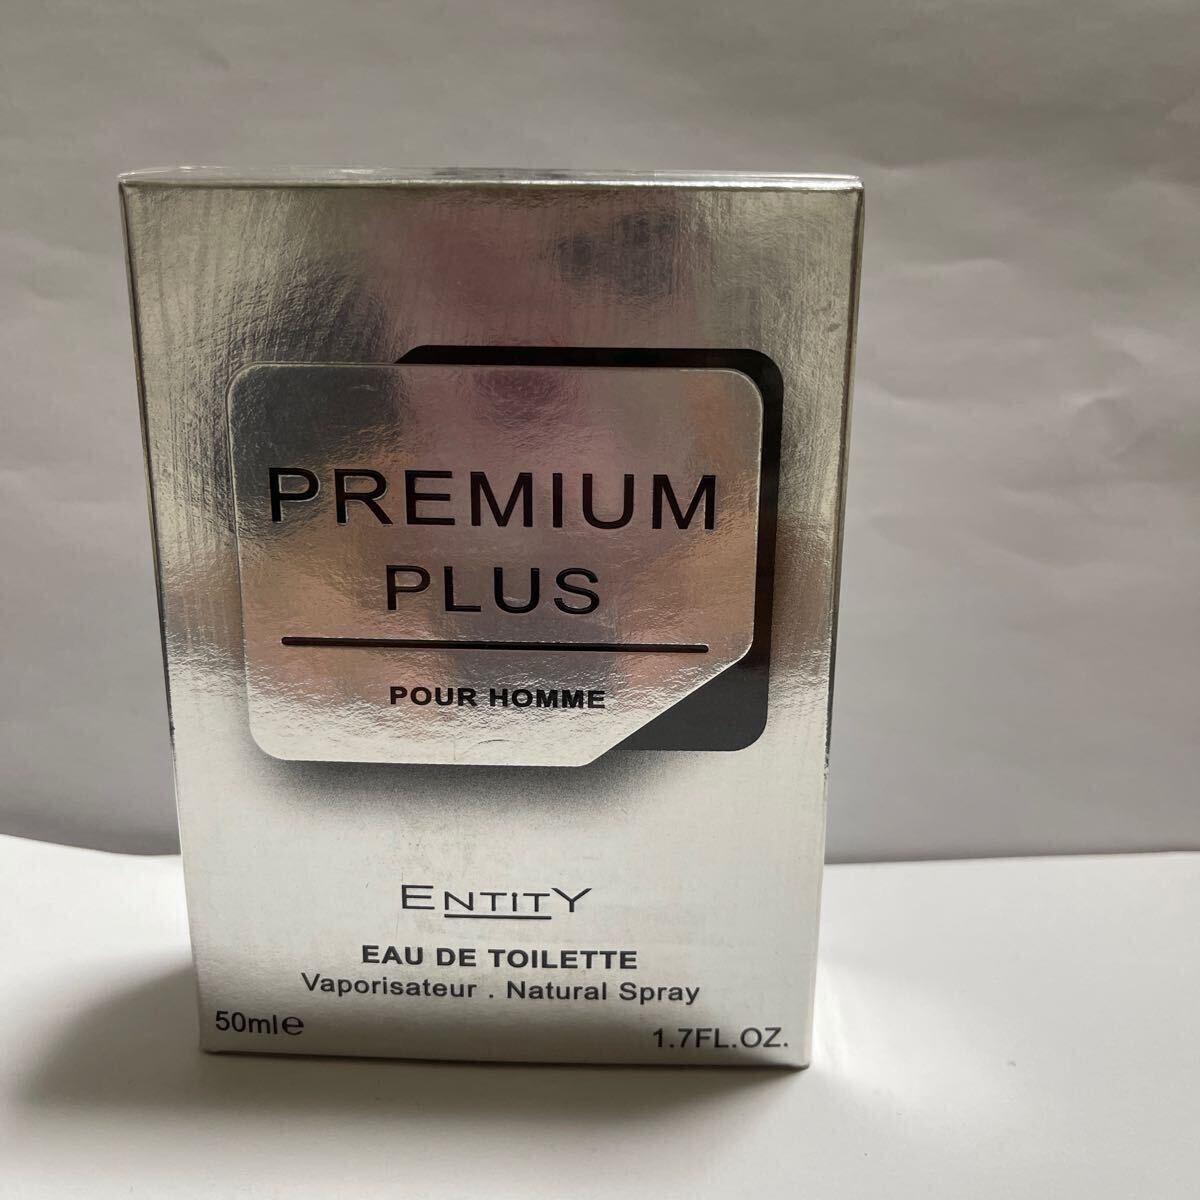 PREMIUM
PLUS
POUR HOMME
ENTITY
EAU DE TOILETTE
Vaporisateur . Natural Spray
50ml℮
1.7FL.OZ.